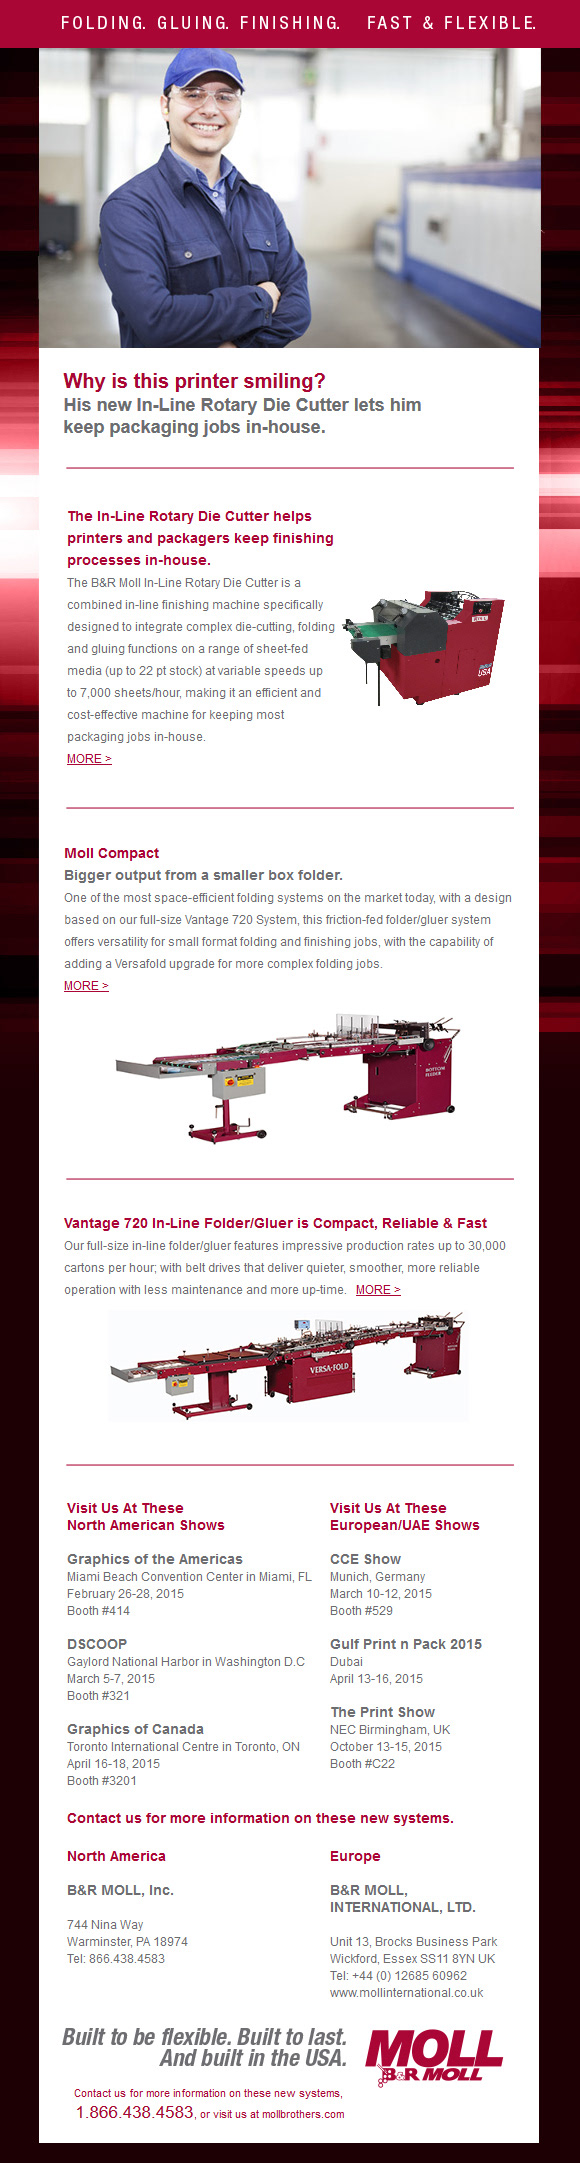 FOLDING. GLUING. FINISHING. FAST & FLEXIBLE.
Why is this printer smiling?
His new In-Line Rotary Die Cutter lets him
keep packaging jobs in-house.
The In-Line Rotary Die Cutter helps
printers and packagers keep finishing
processes in-house.
The B&R Moll In-Line Rotary Die Cutter is a
combined in-line finishing machine specifically
designed to integrate complex die-cutting, folding
and gluing functions on a range of sheet-fed
media (up to 22 pt stock) at variable speeds up
to 7,000 sheets/hour, making it an efficient and
cost-effective machine for keeping most
packaging jobs in-house.
MORE >
MOLL
USA
Moll Compact
Bigger output from a smaller box folder.
One of the most space-efficient folding systems on the market today, with a design
based on our full-size Vantage 720 System, this friction-fed folder/gluer system
offers versatility for small format folding and finishing jobs, with the capability of
adding a Versafold upgrade for more complex folding jobs.
MORE >
BOTTOM
FEEDER
Vantage 720 In-Line Folder/Gluer is Compact, Reliable & Fast
Our full-size in-line folder/gluer features impressive production rates up to 30,000
cartons per hour; with belt drives that deliver quieter, smoother, more reliable
operation with less maintenance and more up-time. MORE >
VERSA-FOLD
Visit Us At These
North American Shows
Graphics of the Americas
Miami Beach Convention Center in Miami, FL
February 26-28, 2015
Booth #414
DSCOOP
Gaylord National Harbor in Washington D.C
March 5-7, 2015
Booth #321
Graphics of Canada
Toronto International Centre in Toronto, ON
April 16-18, 2015
Booth #3201
Visit Us At These
European/UAE Shows
CCE Show
Munich, Germany
March 10-12, 2015
Booth #529
Gulf Print n Pack 2015
Dubai
April 13-16, 2015
The Print Show
NEC Birmingham, UK
October 13-15, 2015
Booth #C22
Contact us for more information on these new systems.
North America
B&R MOLL, Inc.
744 Nina Way
Warminster, PA 18974
Tel: 866.438.4583
Europe
B&R MOLL,
INTERNATIONAL, LTD.
Unit 13, Brocks Business Park
Wickford, Essex SS11 8YN UK
Tel: +44 (0) 12685 60962
www.mollinternational.co.uk
Built to be flexible. Built to last.
And built in the USA.
Contact us for more information on these new systems,
1.866.438.4583, or visit us at mollbrothers.com
MOLL
B&R MOLL